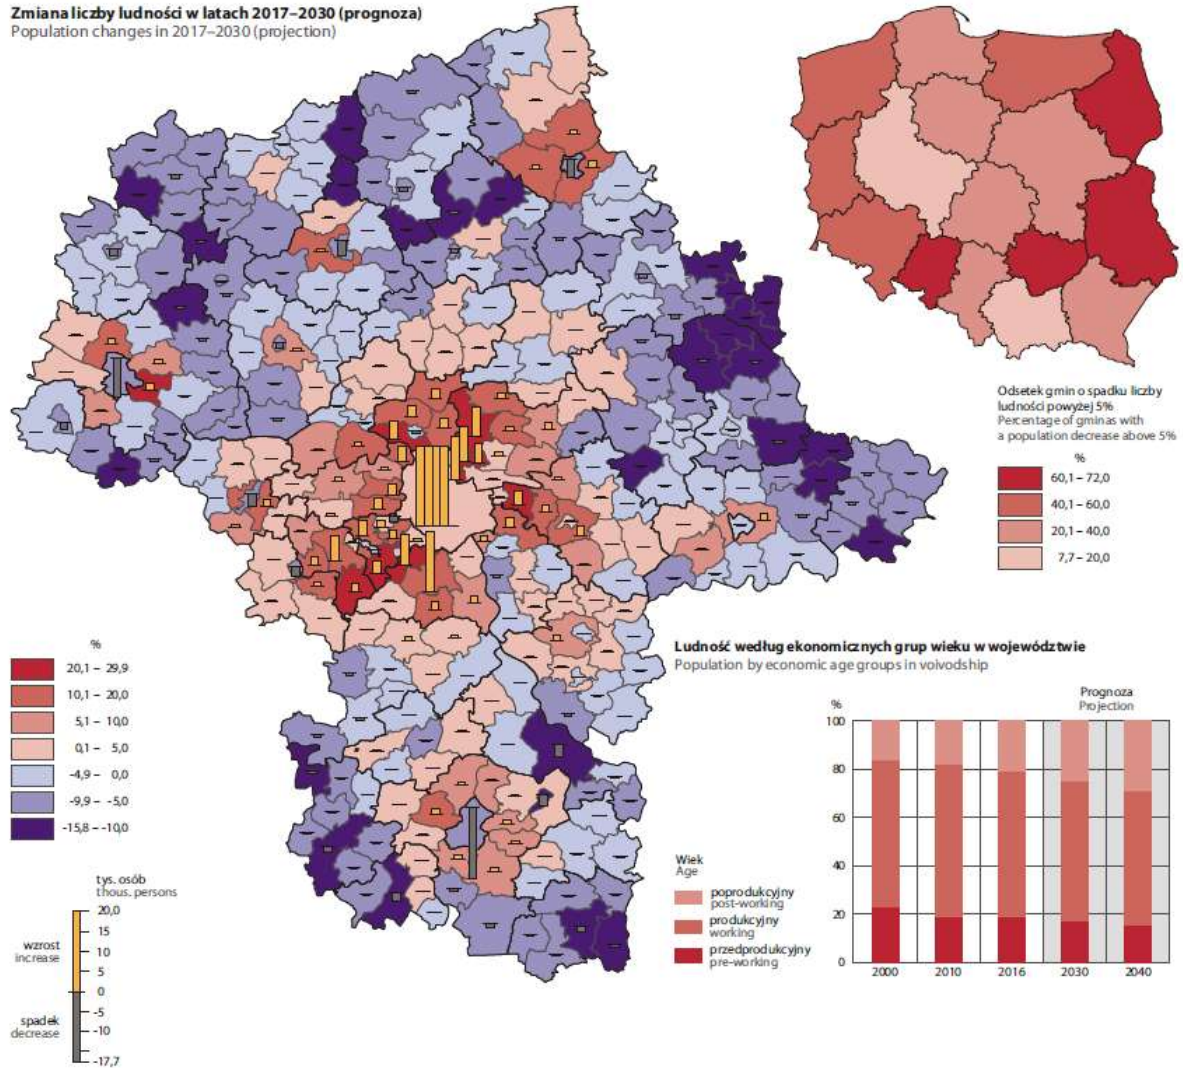 Zmiana liczby ludności w latach 2017–2030 (prognoza)
Population changes in 2017–2030 (projection)
Odsetek gmin o spadku liczby
ludności powyżej 5%
Percentage of gminas with
a population decrease above 5%
%
60,1 – 72,0
40,1 – 60,0
20,1 – 40,0
7,7 – 20,0
%
20,1 – 29,9
10,1 – 20,0
5,1 – 10,0
0,1 – 5,0
-4,9 – 0,0
-9,9 – -5,0
-15,8 – -10,0
tys. osób
thous. persons
20,0
15
10
5
0
-5
-10
-17,7
wzrost
increase
spadek
decrease
Ludność według ekonomicznych grup wieku w województwie
Population by economic age groups in voivodship
Prognoza
Projection
%
100
80
60
40
20
0
2000 2010 2016 2030 2040
Wiek
Age
poprodukcyjny
post-working
produkcyjny
working
przedprodukcyjny
pre-working